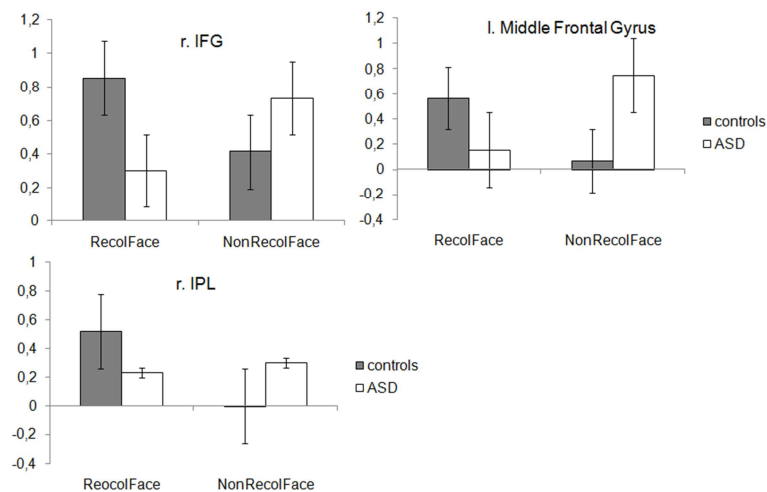 r. IFG
1,2
1
0,8
0,6
0,4
0,2
0
RecolFace NonRecolFace
l. Middle Frontal Gyrus
1,2
1
0,8
0,6
0,4
0,2
0
-0,2
-0,4
RecolFace NonRecolFace
controls
ASD
r. IPL
1
0,8
0,6
0,4
0,2
0
-0,2
-0,4
ReocolFace NonRecolFace
controls
ASD